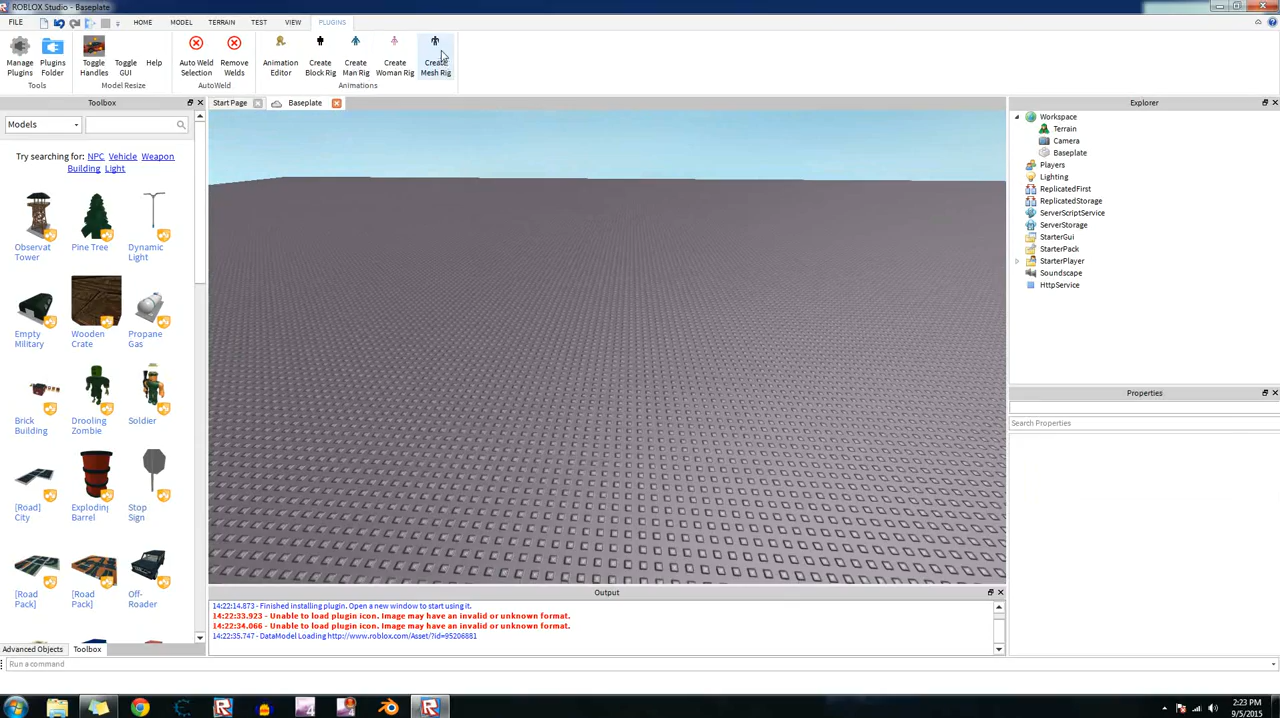 ROBLOX Studio - Baseplate
FILE HOME MODEL TERRAIN TEST VIEW PLUGINS
Manage Plugins
Plugins Folder
Toggle Handles
Toggle GUI
Help
Auto Weld Selection
Remove Welds
Animation Editor
Create Block Rig
Create Man Rig
Create Woman Rig
Create Mesh Rig
Tools Model Resize AutoWeld Animations
Toolbox
Start Page Baseplate
Explorer
Models
Try searching for: NPC Vehicle Weapon
Building Light
Observat Tower
Pine Tree
Dynamic Light
Empty Military
Wooden Crate
Propane Gas
Brick Building
Drooling Zombie
Soldier
[Road] City
Exploding Barrel
Stop Sign
[Road Pack]
[Road Pack]
Off-Roader
Advanced Objects Toolbox
Workspace
Terrain
Camera
Baseplate
Players
Lighting
ReplicatedFirst
ReplicatedStorage
ServerScriptService
ServerStorage
StarterGui
StarterPack
StarterPlayer
Soundscape
HttpService
Properties
Search Properties
Output
14:22:14.873 - Finished installing plugin. Open a new window to start using it.
14:22:33.923 - Unable to load plugin icon. Image may have an invalid or unknown format.
14:22:34.066 - Unable to load plugin icon. Image may have an invalid or unknown format.
14:22:35.747 - DataModel Loading http://www.roblox.com/Asset/?id=95206881
Run a command
2:23 PM
9/5/2015